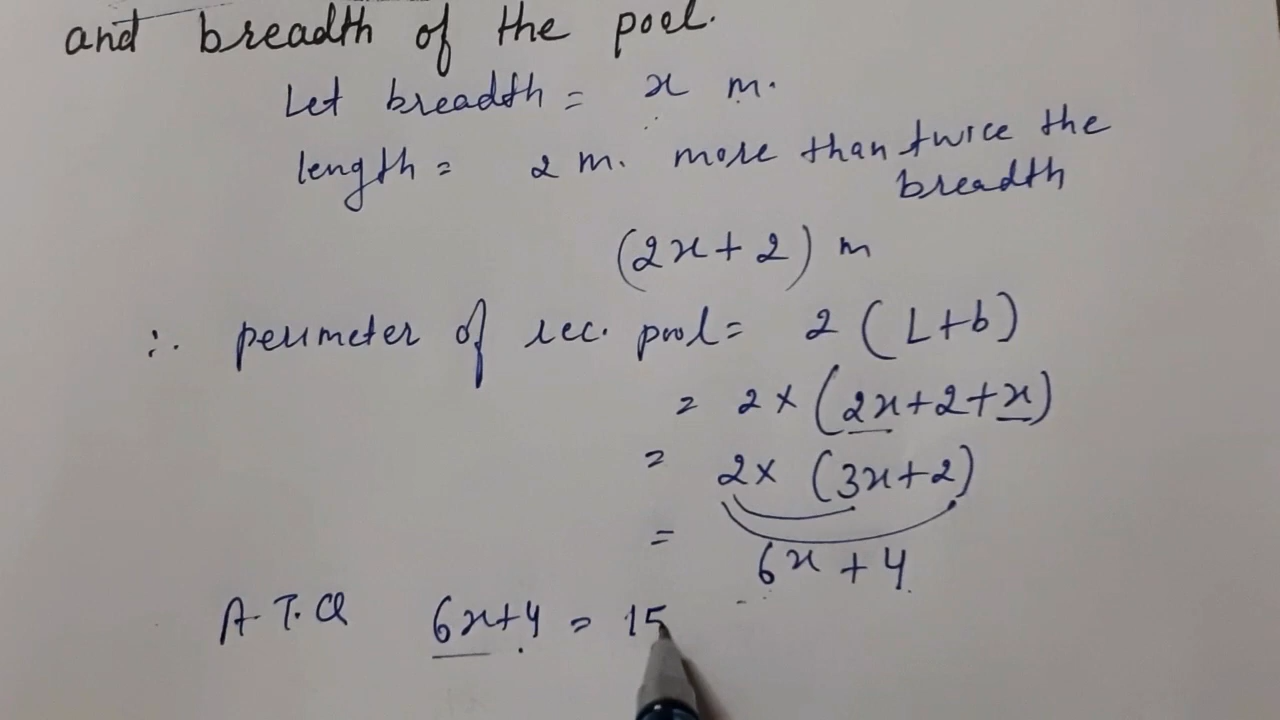 and breadth of the pool.
Let breadth = x m.
length = 2 m. more than twice the
breadth
(2x + 2) m
∴ perimeter of rec. pool = 2 (L+b)
= 2 × (2x+2+x)
= 2 × (3x+2)
= 6x + 4
A.T.Q 6x+4 = 15